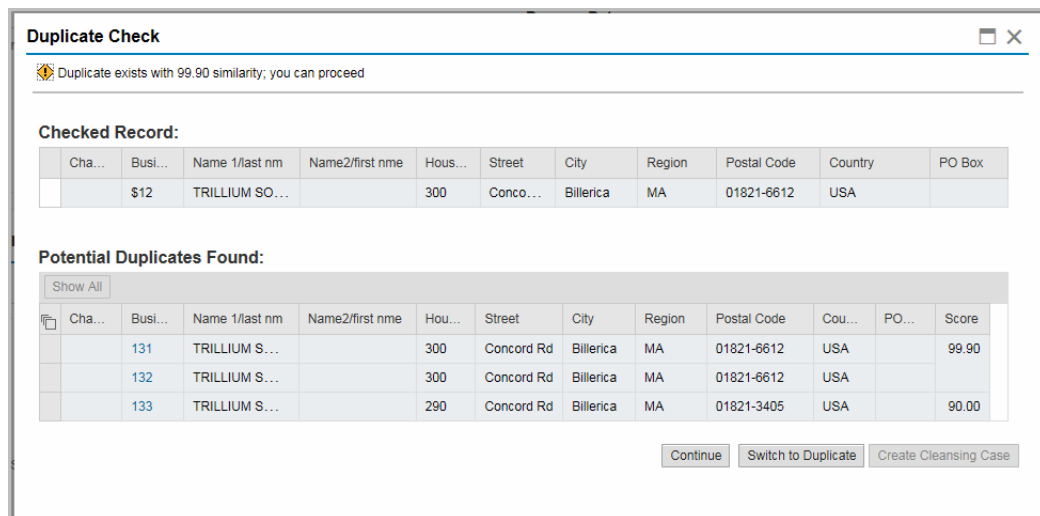 Duplicate Check
Duplicate exists with 99.90 similarity; you can proceed
Checked Record:
Cha... Busi... Name 1/last nm Name2/first nme Hous... Street City Region Postal Code Country PO Box
$12 TRILLIUM SO... 300 Conco... Billerica MA 01821-6612 USA
Potential Duplicates Found:
Show All
Cha... Busi... Name 1/last nm Name2/first nme Hou... Street City Region Postal Code Cou... PO... Score
131 TRILLIUM S... 300 Concord Rd Billerica MA 01821-6612 USA 99.90
132 TRILLIUM S... 300 Concord Rd Billerica MA 01821-6612 USA
133 TRILLIUM S... 290 Concord Rd Billerica MA 01821-3405 USA 90.00
Continue Switch to Duplicate Create Cleansing Case